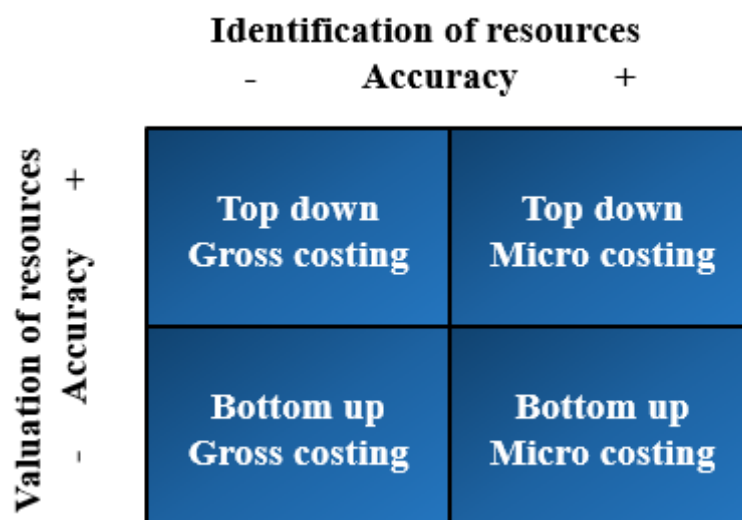 Identification of resources
- Accuracy +
Valuation of resources
- Accuracy +
Top down
Gross costing
Top down
Micro costing
Bottom up
Gross costing
Bottom up
Micro costing